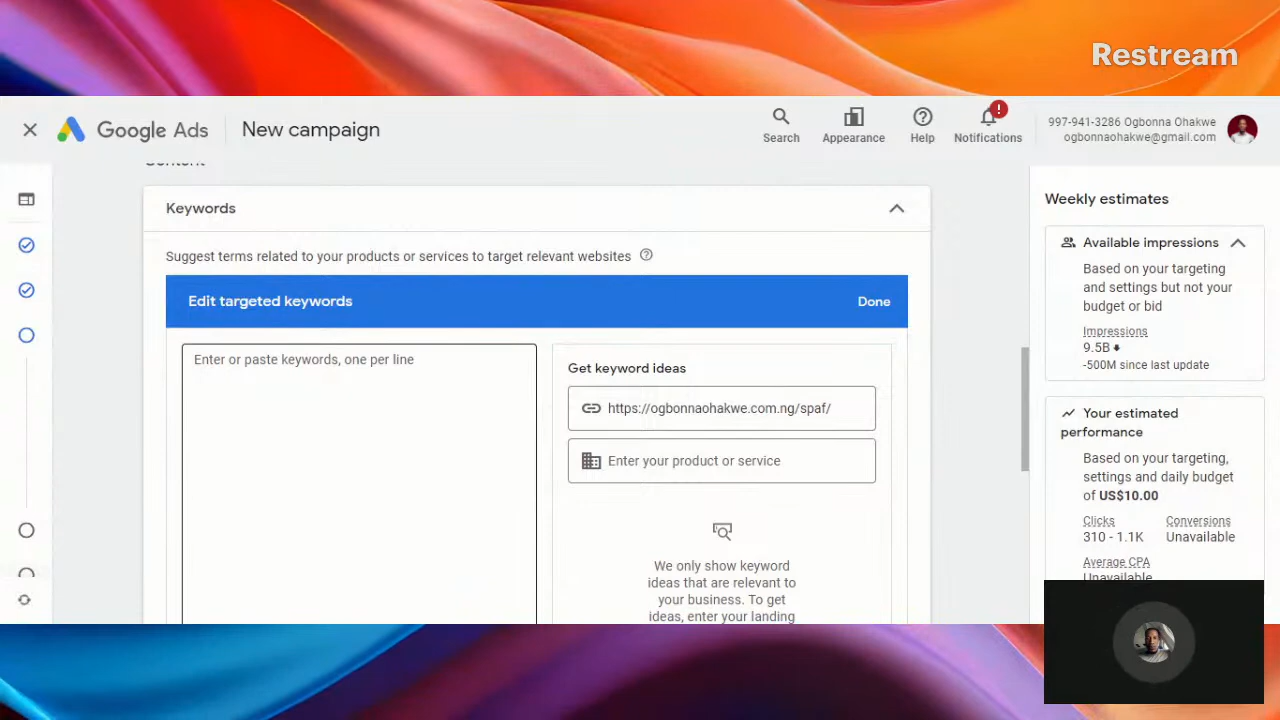 Restream
Google Ads
New campaign
Search
Appearance
Help
Notifications
997-941-3286 Ogbonna Ohakwe
ogbonnaohakwe@gmail.com
Content
Keywords
Suggest terms related to your products or services to target relevant websites
Edit targeted keywords
Done
Enter or paste keywords, one per line
Get keyword ideas
https://ogbonnaohakwe.com.ng/spaf/
Enter your product or service
We only show keyword
ideas that are relevant to
your business. To get
ideas, enter your landing
Weekly estimates
Available impressions
Based on your targeting
and settings but not your
budget or bid
Impressions
9.5B
-500M since last update
Your estimated
performance
Based on your targeting,
settings and daily budget
of US$10.00
Clicks
Conversions
310 - 1.1K
Unavailable
Average CPA
Unavailable